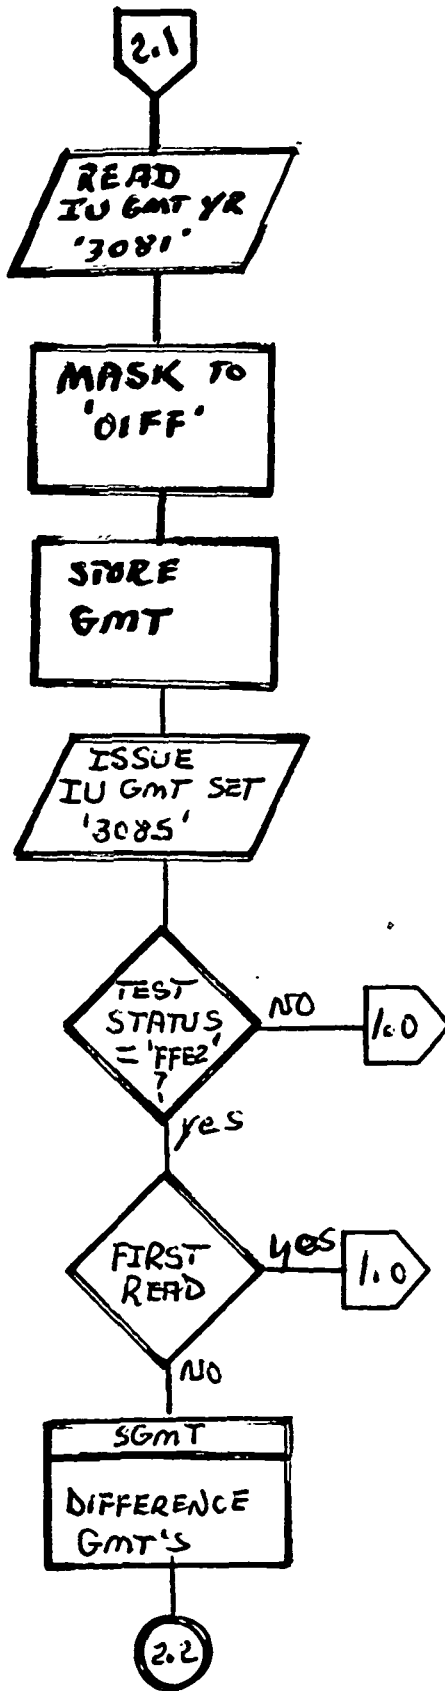 2.1
READ
IU GMT YR
'3081'
MASK TO
'01FF'
STORE
GMT
ISSUE
IU GMT SET
'3085'
TEST
STATUS
= 'FFE2'
?
NO
1.0
yes
FIRST
READ
yes
1.0
NO
SGMT
DIFFERENCE
GMT'S
2.2